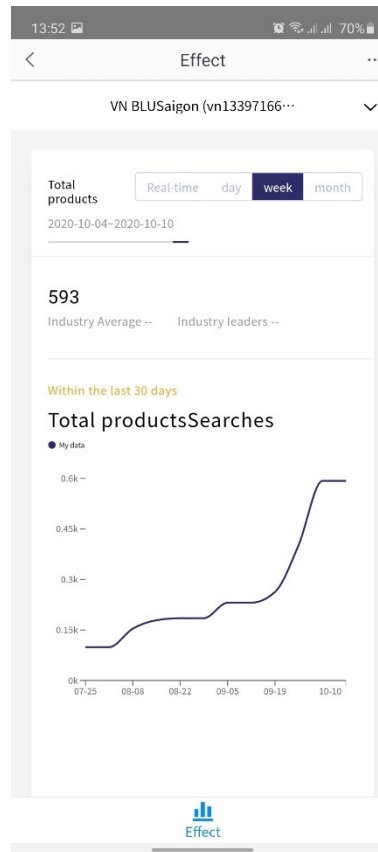 13:52
70%
Effect
VN BLUSaigon (vn13397166···
Total
products
Real-time day week month
2020-10-04~2020-10-10
593
Industry Average -- Industry leaders --
Within the last 30 days
Total productsSearches
My data
0.6k
0.45k
0.3k
0.15k
0k
07-25 08-08 08-22 09-05 09-19 10-10
Effect